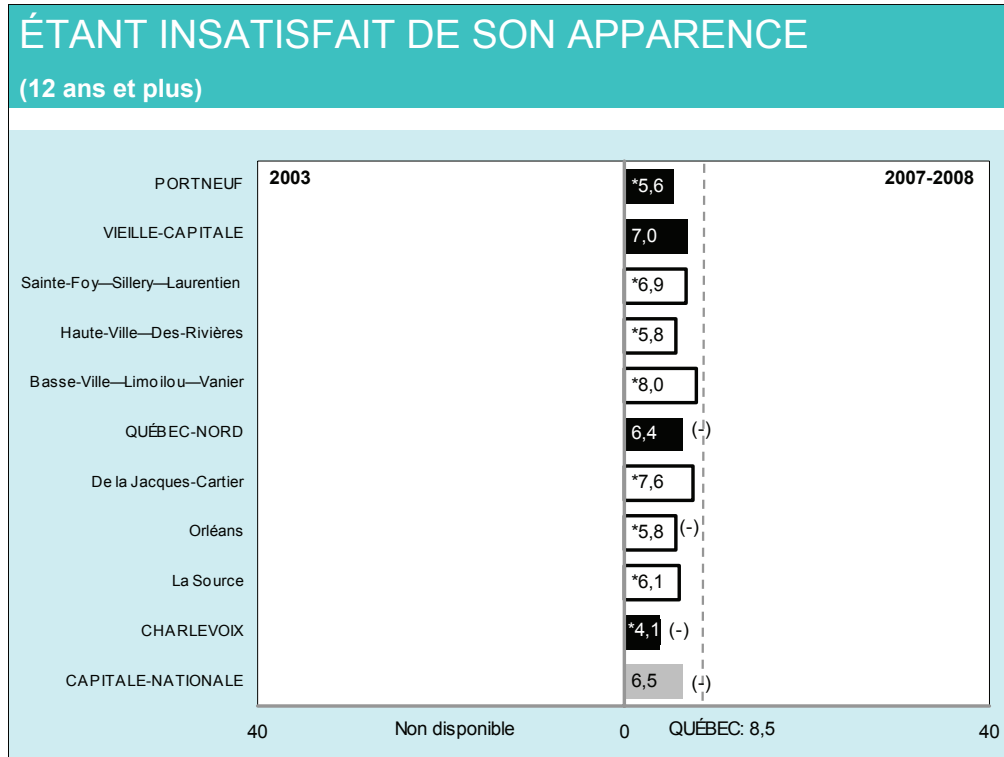 ÉTANT INSATISFAIT DE SON APPARENCE
(12 ans et plus)
2003 2007-2008
PORTNEUF *5,6
VIEILLE-CAPITALE 7,0
Sainte-Foy—Sillery—Laurentien *6,9
Haute-Ville—Des-Rivières *5,8
Basse-Ville—Limoilou—Vanier *8,0
QUÉBEC-NORD 6,4 (-)
De la Jacques-Cartier *7,6
Orléans *5,8 (-)
La Source *6,1
CHARLEVOIX *4,1 (-)
CAPITALE-NATIONALE 6,5 (-)
40 Non disponible 0 QUÉBEC: 8,5 40